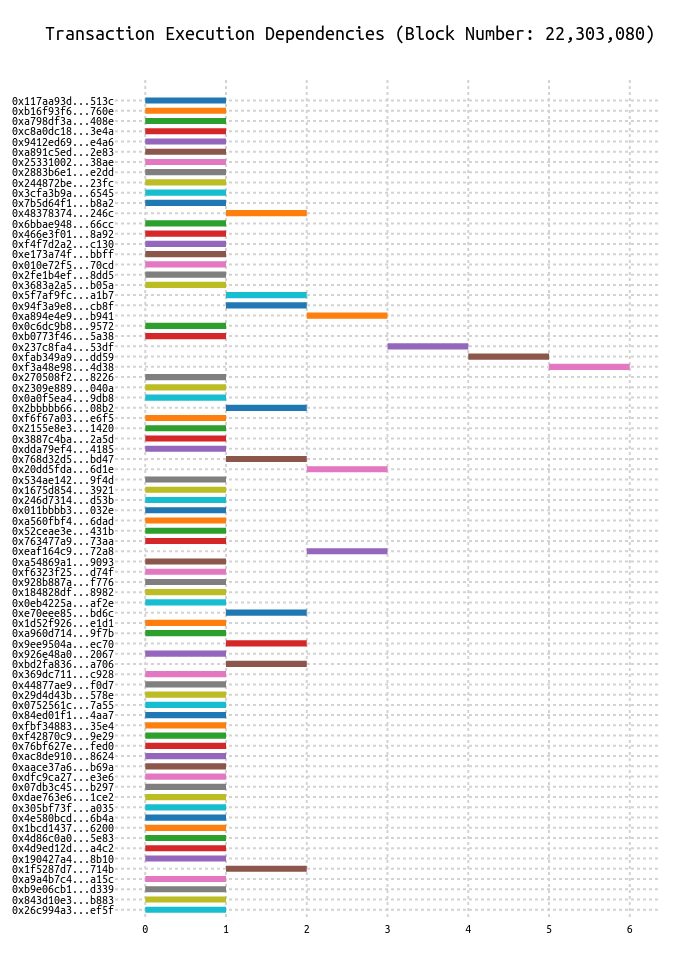 Transaction Execution Dependencies (Block Number: 22,303,080)
0x117aa93d...513c
0xb16f93f6...760e
0xa798df3a...408e
0xc8a0dc18...3e4a
0x9412ed69...e4a6
0xa891c5ed...2e83
0x25331002...38ae
0x2883b6e1...e2dd
0x244872be...23fc
0x3cfa3b9a...6545
0x7b5d64f1...b8a2
0x48378374...246c
0x6bbae948...66cc
0x466e3f01...8a92
0xf4f7d2a2...c130
0xe173a74f...bbff
0x010e72f5...70cd
0x2fe1b4ef...8dd5
0x3683a2a5...b05a
0x5f7af9fc...a1b7
0x94f3a9e8...cb8f
0xa894e4e9...b941
0x0c6dc9b8...9572
0xb0773f46...5a38
0x237c8fa4...53df
0xfab349a9...dd59
0xf3a48e98...4d38
0x270508f2...8226
0x2309e889...040a
0x0a0f5ea4...9db8
0x2bbbbb66...08b2
0xf6f67a03...e6f5
0x2155e8e3...1420
0x3887c4ba...2a5d
0xdda79ef4...4185
0x768d32d5...bd47
0x20dd5fda...6d1e
0x534ae142...9f4d
0x1675d854...3921
0x246d7314...d53b
0x011bbbb3...032e
0xa560fbf4...6dad
0x52ceae3e...431b
0x763477a9...73aa
0xeaf164c9...72a8
0xa54869a1...9093
0xf6323f25...d74f
0x928b887a...f776
0x184828df...8982
0x0eb4225a...af2e
0xe70eee85...bd6c
0x1d52f926...e1d1
0xa960d714...9f7b
0x9ee9504a...ec70
0x926e48a0...2067
0xbd2fa836...a706
0x369dc711...c928
0x44877ae9...f0d7
0x29d4d43b...578e
0x0752561c...7a55
0x84ed01f1...4aa7
0xfbf34883...35e4
0xf42870c9...9e29
0x76bf627e...fed0
0xac8de910...8624
0xaace37a6...b69a
0xdfc9ca27...e3e6
0x07db3c45...b297
0xdae763e6...1ce2
0x305bf73f...a035
0x4e580bcd...6b4a
0x1bcd1437...6200
0x4d86c0a0...5e83
0x4d9ed12d...a4c2
0x190427a4...8b10
0x1f5287d7...714b
0xa9a4b7c4...a15c
0xb9e06cb1...d339
0x843d10e3...b883
0x26c994a3...ef5f
0 1 2 3 4 5 6